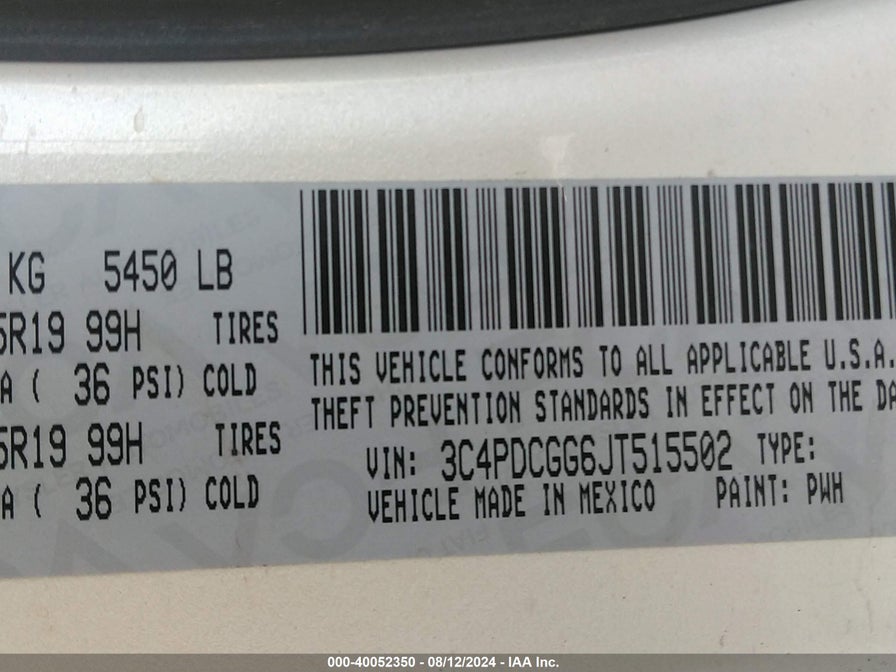 KG 5450 LB
5R19 99H TIRES
A ( 36 PSI) COLD
5R19 99H TIRES
A ( 36 PSI) COLD
THIS VEHICLE CONFORMS TO ALL APPLICABLE U.S.A.
THEFT PREVENTION STANDARDS IN EFFECT ON THE DA
VIN: 3C4PDCGG6JT515502 TYPE:
VEHICLE MADE IN MEXICO PAINT: PWH
000-40052350 - 08/12/2024 - IAA Inc.